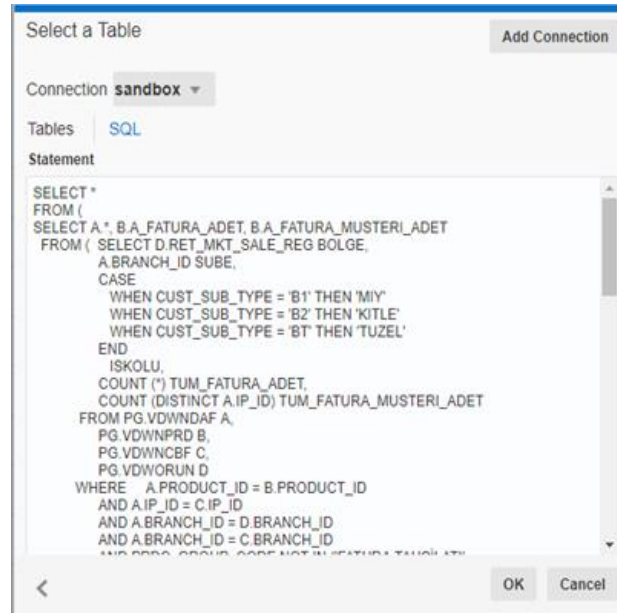 Select a Table
Add Connection
Connection sandbox
Tables SQL
Statement
SELECT *
FROM (
SELECT A.*, B.A_FATURA_ADET, B.A_FATURA_MUSTERI_ADET
FROM ( SELECT D.RET_MKT_SALE_REG BOLGE,
A.BRANCH_ID SUBE,
CASE
WHEN CUST_SUB_TYPE = 'B1' THEN 'MIY'
WHEN CUST_SUB_TYPE = 'B2' THEN 'KITLE'
WHEN CUST_SUB_TYPE = 'BT' THEN 'TUZEL'
END
ISKOLU,
COUNT (*) TUM_FATURA_ADET,
COUNT (DISTINCT A.IP_ID) TUM_FATURA_MUSTERI_ADET
FROM PG.VDWNDAF A,
PG.VDWNPRD B,
PG.VDWNCBF C,
PG.VDWORUN D
WHERE A.PRODUCT_ID = B.PRODUCT_ID
AND A.IP_ID = C.IP_ID
AND A.BRANCH_ID = D.BRANCH_ID
AND A.BRANCH_ID = C.BRANCH_ID
OK Cancel